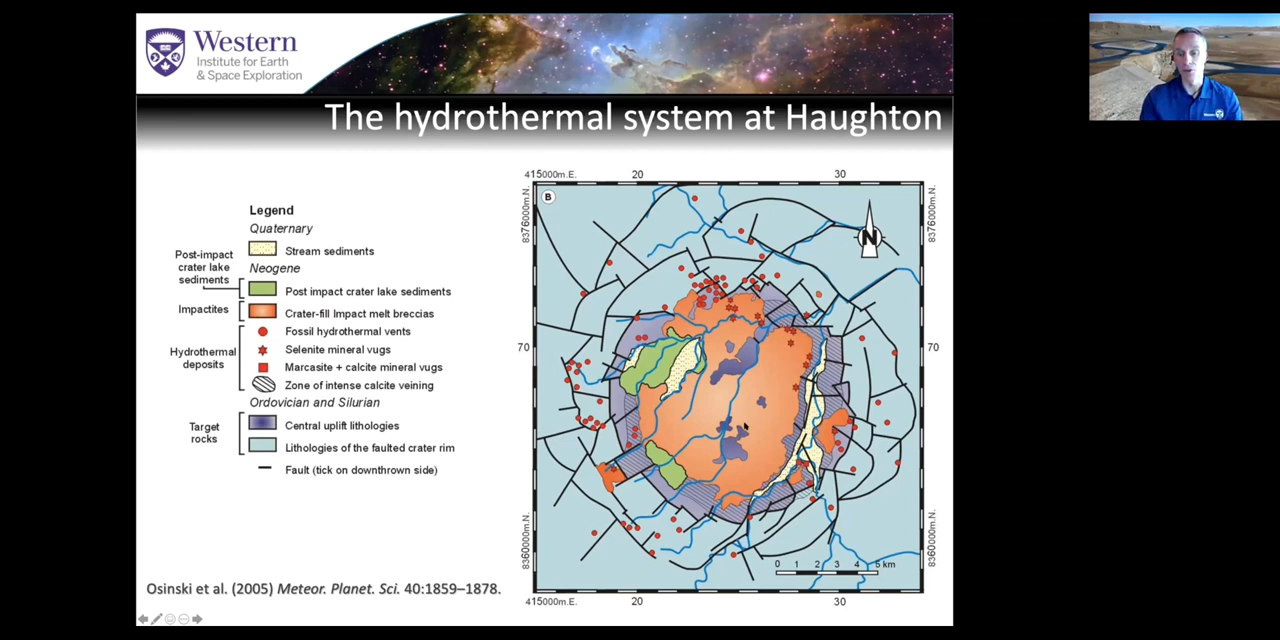 Western
Institute for Earth
& Space Exploration
The hydrothermal system at Haughton
Legend
Quaternary
Stream sediments
Neogene
Post-impact
crater lake
sediments
Post impact crater lake sediments
Impactites
Crater-fill Impact melt breccias
Hydrothermal
deposits
Fossil hydrothermal vents
Selenite mineral vugs
Marcasite + calcite mineral vugs
Zone of intense calcite veining
Ordovician and Silurian
Target
rocks
Central uplift lithologies
Lithologies of the faulted crater rim
Fault (tick on downthrown side)
415000m.E. 20 30
B
8376000m.N. 8376000m.N.
N
70 70
8360000m.N. 8360000m.N.
0 1 2 3 4 5 km
415000m.E. 20 30
Osinski et al. (2005) Meteor. Planet. Sci. 40:1859–1878.